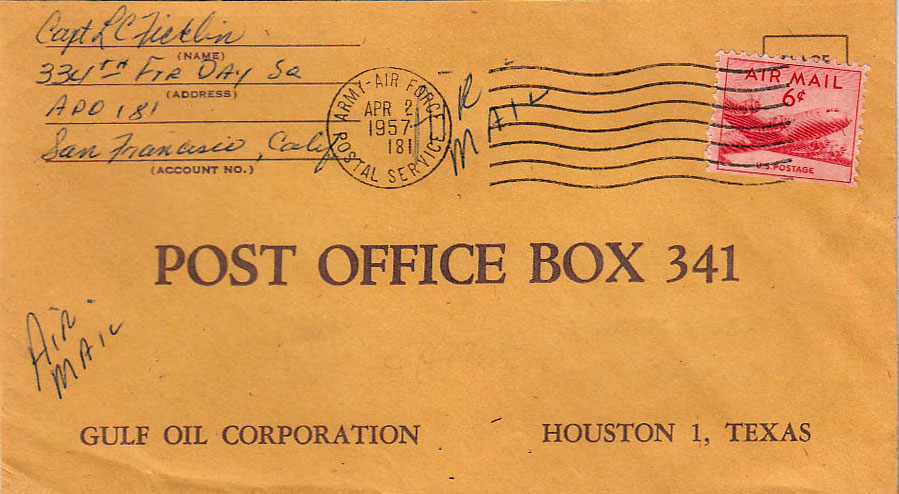 Capt L C Ficklin
(NAME)
334TH FTR DAY Sq
(ADDRESS)
APO 181
San Francisco, Calif
(ACCOUNT NO.)
ARMY-AIR FORCE
POSTAL SERVICE
APR 2
1957
181
AIR
MAIL
AIR MAIL
6¢
U.S. POSTAGE
POST OFFICE BOX 341
AIR
MAIL
GULF OIL CORPORATION HOUSTON 1, TEXAS